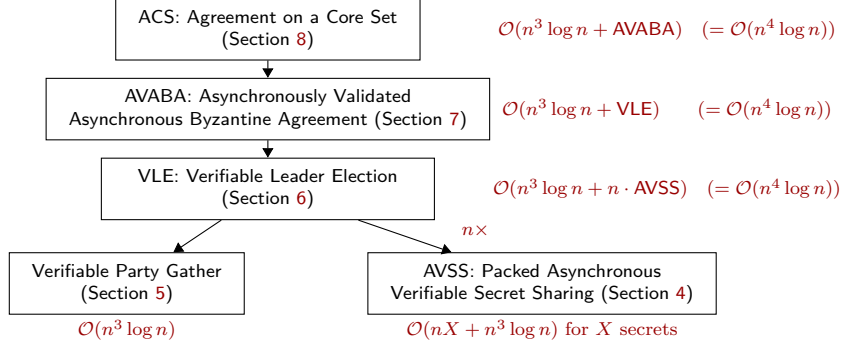 ACS: Agreement on a Core Set
(Section 8)
𝒪(n³ log n + AVABA) (= 𝒪(n⁴ log n))
AVABA: Asynchronously Validated
Asynchronous Byzantine Agreement (Section 7)
𝒪(n³ log n + VLE) (= 𝒪(n⁴ log n))
VLE: Verifiable Leader Election
(Section 6)
𝒪(n³ log n + n · AVSS) (= 𝒪(n⁴ log n))
n×
Verifiable Party Gather
(Section 5)
AVSS: Packed Asynchronous
Verifiable Secret Sharing (Section 4)
𝒪(n³ log n)
𝒪(nX + n³ log n) for X secrets